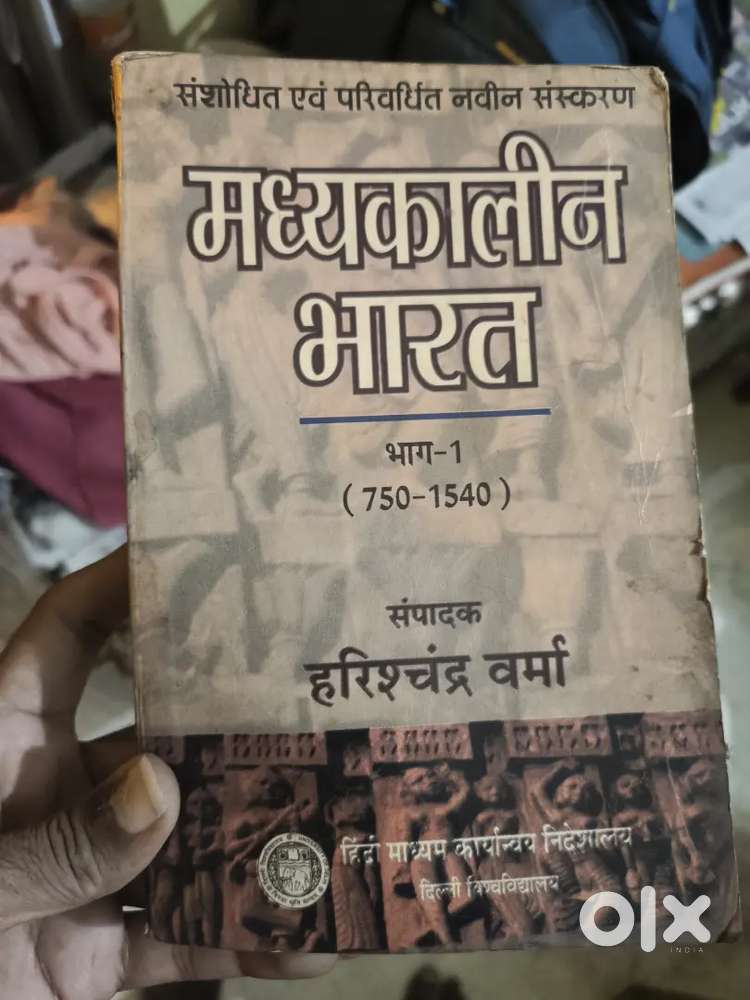 संशोधित एवं परिवर्धित नवीन संस्करण
मध्यकालीन
भारत
भाग-1
( 750-1540 )
संपादक
हरिश्चंद्र वर्मा
हिंदी माध्यम कार्यान्वय निदेशालय
दिल्ली विश्वविद्यालय
olx
INDIA